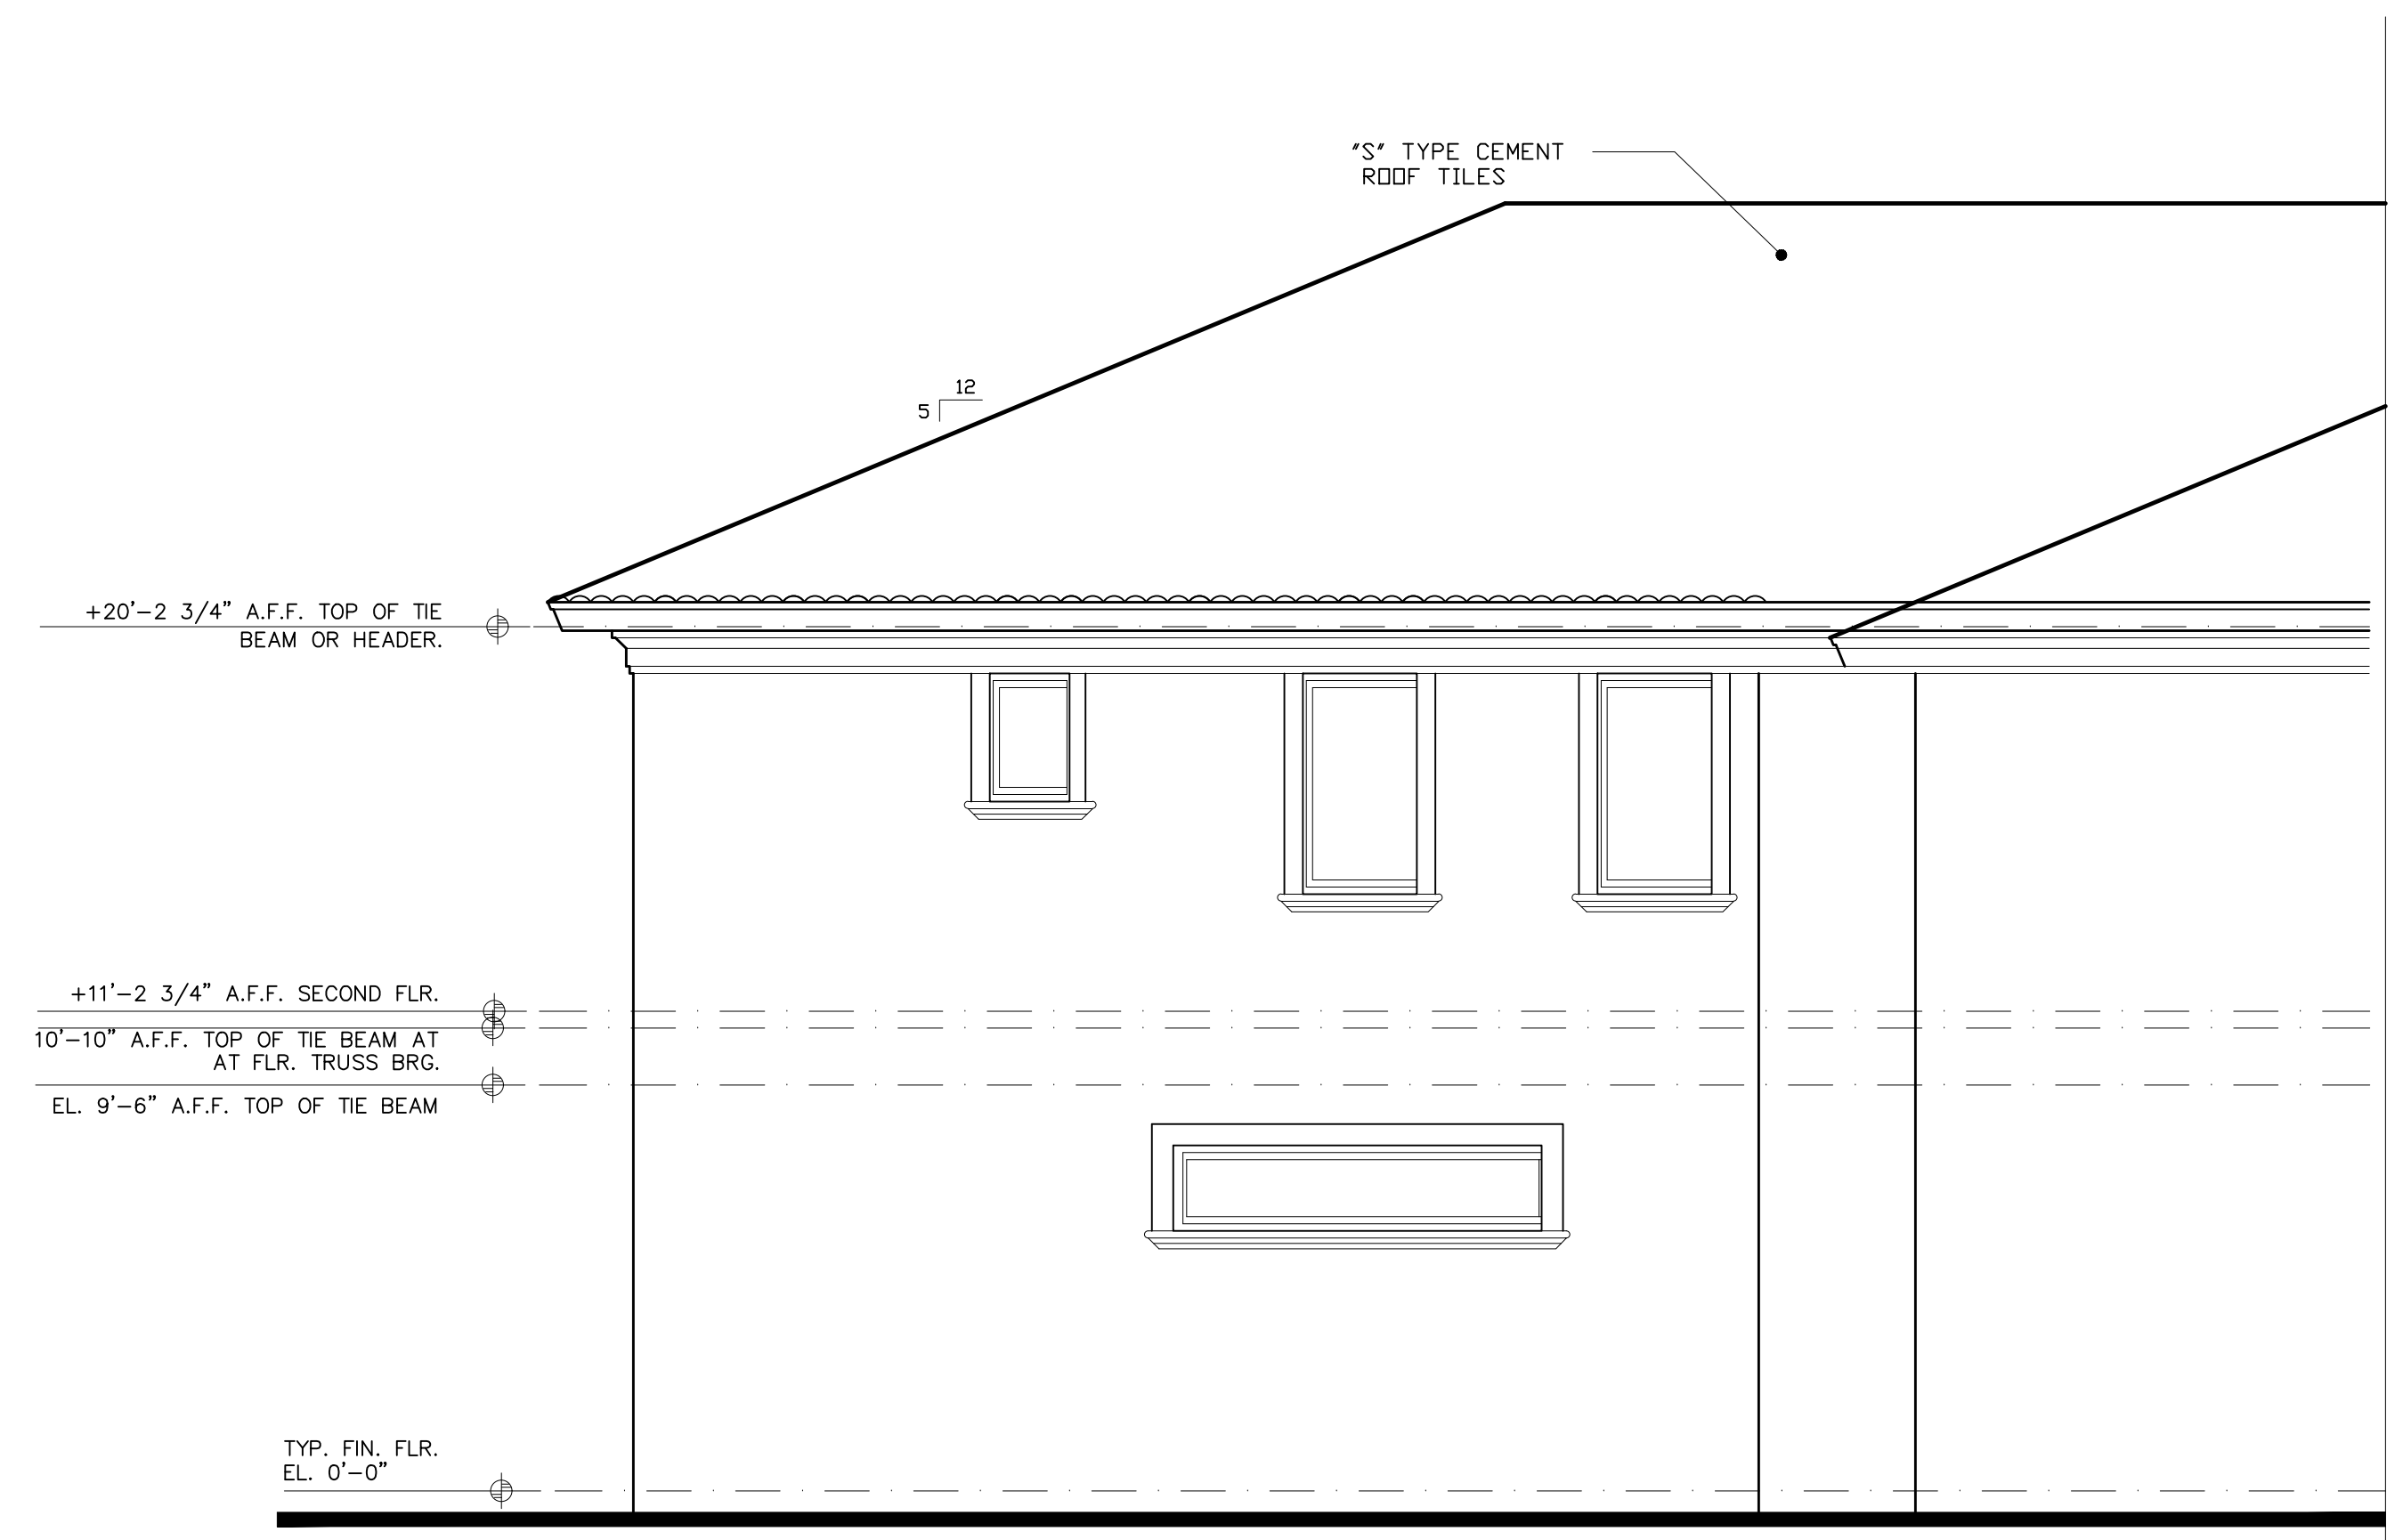 "S" TYPE CEMENT
ROOF TILES
12
5
+20'-2 3/4" A.F.F. TOP OF TIE
BEAM OR HEADER.
+11'-2 3/4" A.F.F. SECOND FLR.
10'-10" A.F.F. TOP OF TIE BEAM AT
AT FLR. TRUSS BRG.
EL. 9'-6" A.F.F. TOP OF TIE BEAM
TYP. FIN. FLR.
EL. 0'-0"